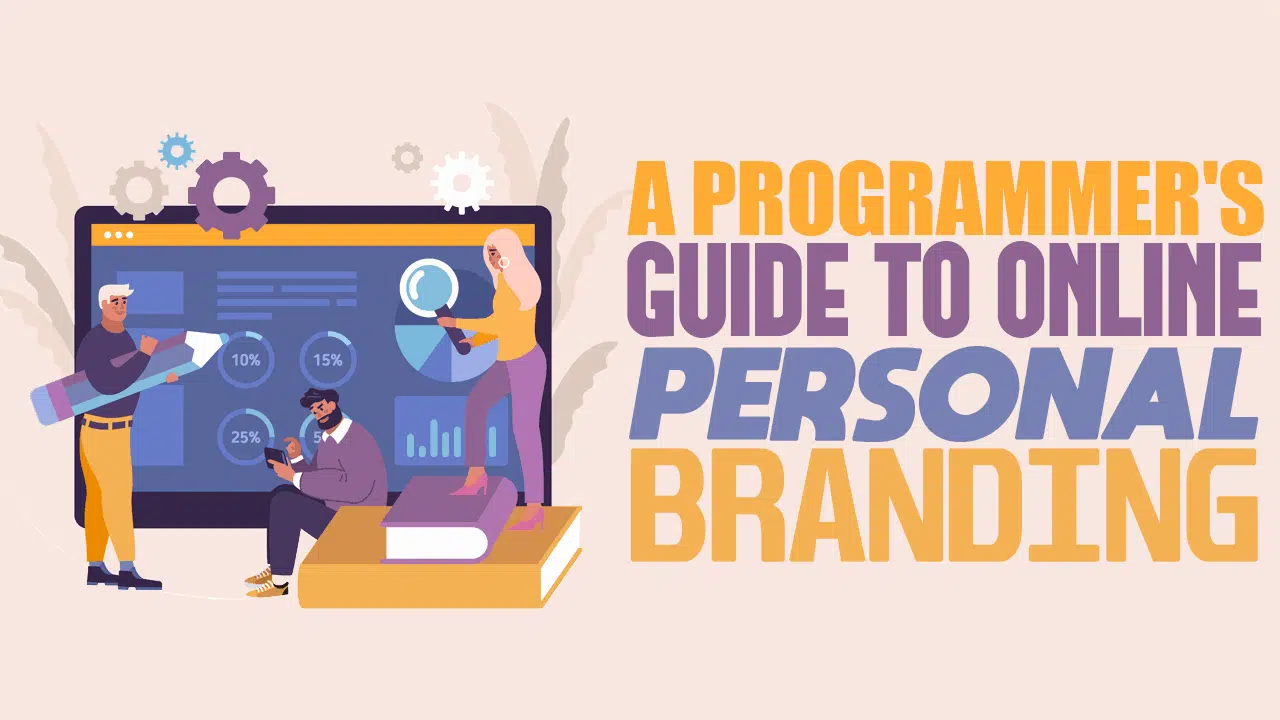 A PROGRAMMER'S
GUIDE TO ONLINE
PERSONAL
BRANDING
10%
15%
25%